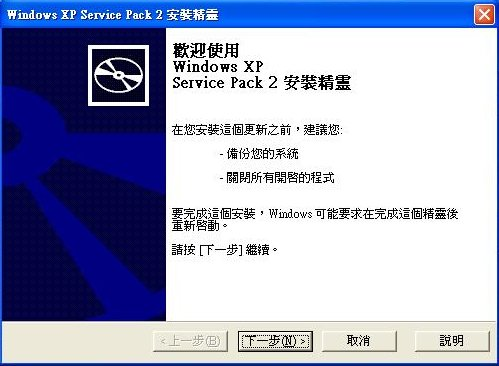 Windows XP Service Pack 2 安裝精靈
歡迎使用
Windows XP
Service Pack 2 安裝精靈
在您安裝這個更新之前，建議您:
- 備份您的系統
- 關閉所有開啓的程式
要完成這個安裝，Windows 可能要求在完成這個精靈後
重新啓動。
請按 [下一步] 繼續。
<上一步(B)
下一步(N)>
取消
說明